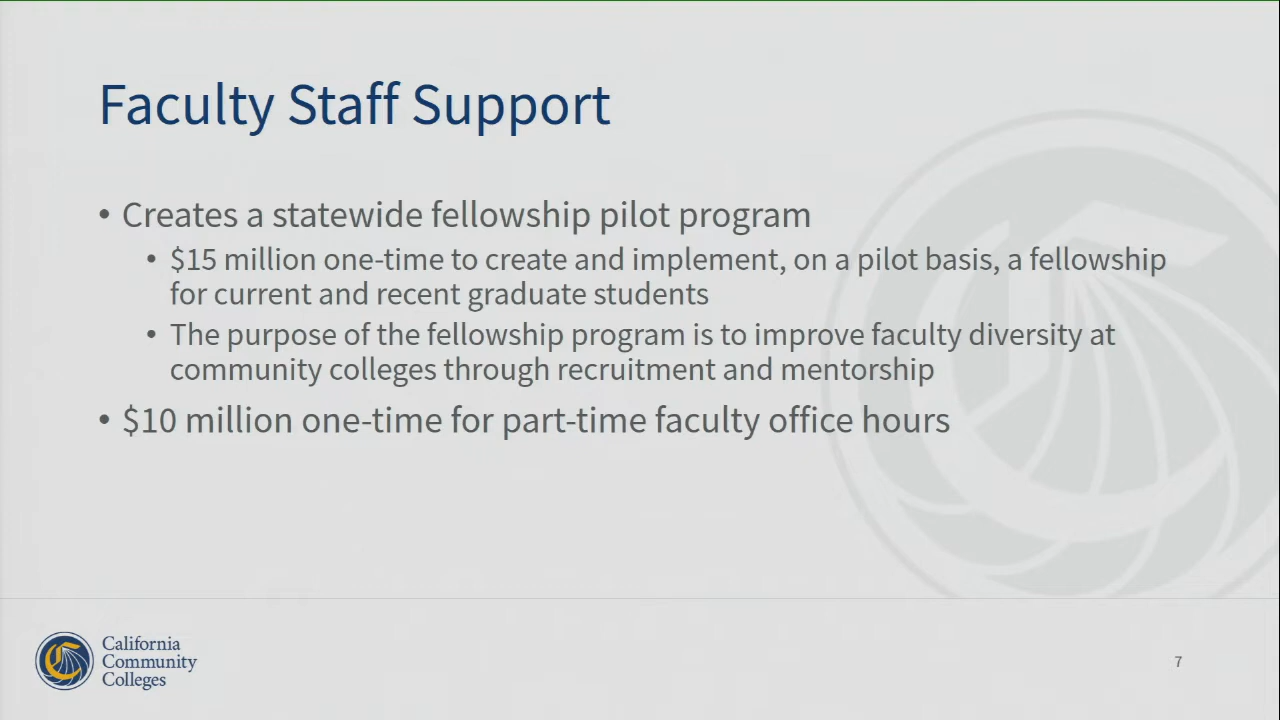 Faculty Staff Support
• Creates a statewide fellowship pilot program
• $15 million one-time to create and implement, on a pilot basis, a fellowship
for current and recent graduate students
• The purpose of the fellowship program is to improve faculty diversity at
community colleges through recruitment and mentorship
• $10 million one-time for part-time faculty office hours
California
Community
Colleges
7